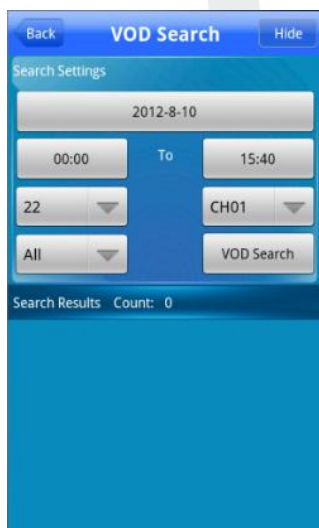 Back VOD Search Hide
Search Settings
2012-8-10
00:00 To 15:40
22 CH01
All VOD Search
Search Results Count: 0